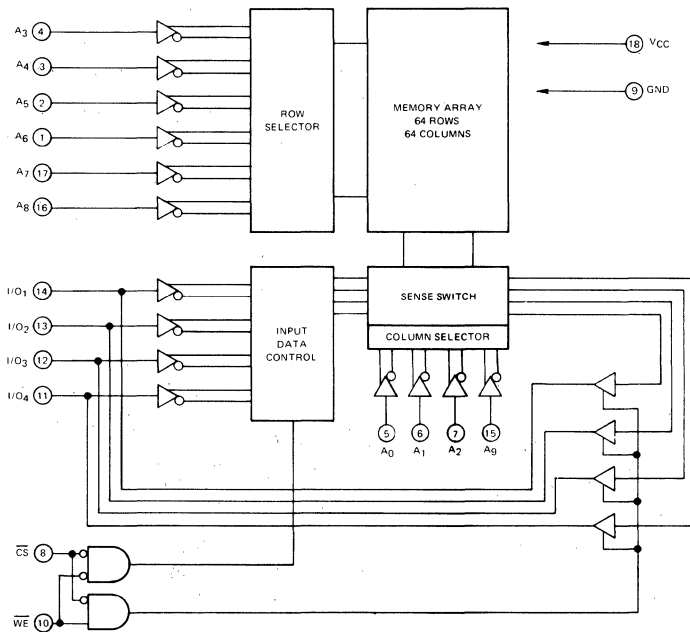 A3 4
A4 3
A5 2
A6 1
A7 17
A8 16
ROW
SELECTOR
MEMORY ARRAY
64 ROWS
64 COLUMNS
18 VCC
9 GND
I/O1 14
I/O2 13
I/O3 12
I/O4 11
INPUT
DATA
CONTROL
SENSE SWITCH
COLUMN SELECTOR
5 6 7 15
A0 A1 A2 A9
CS 8
WE 10